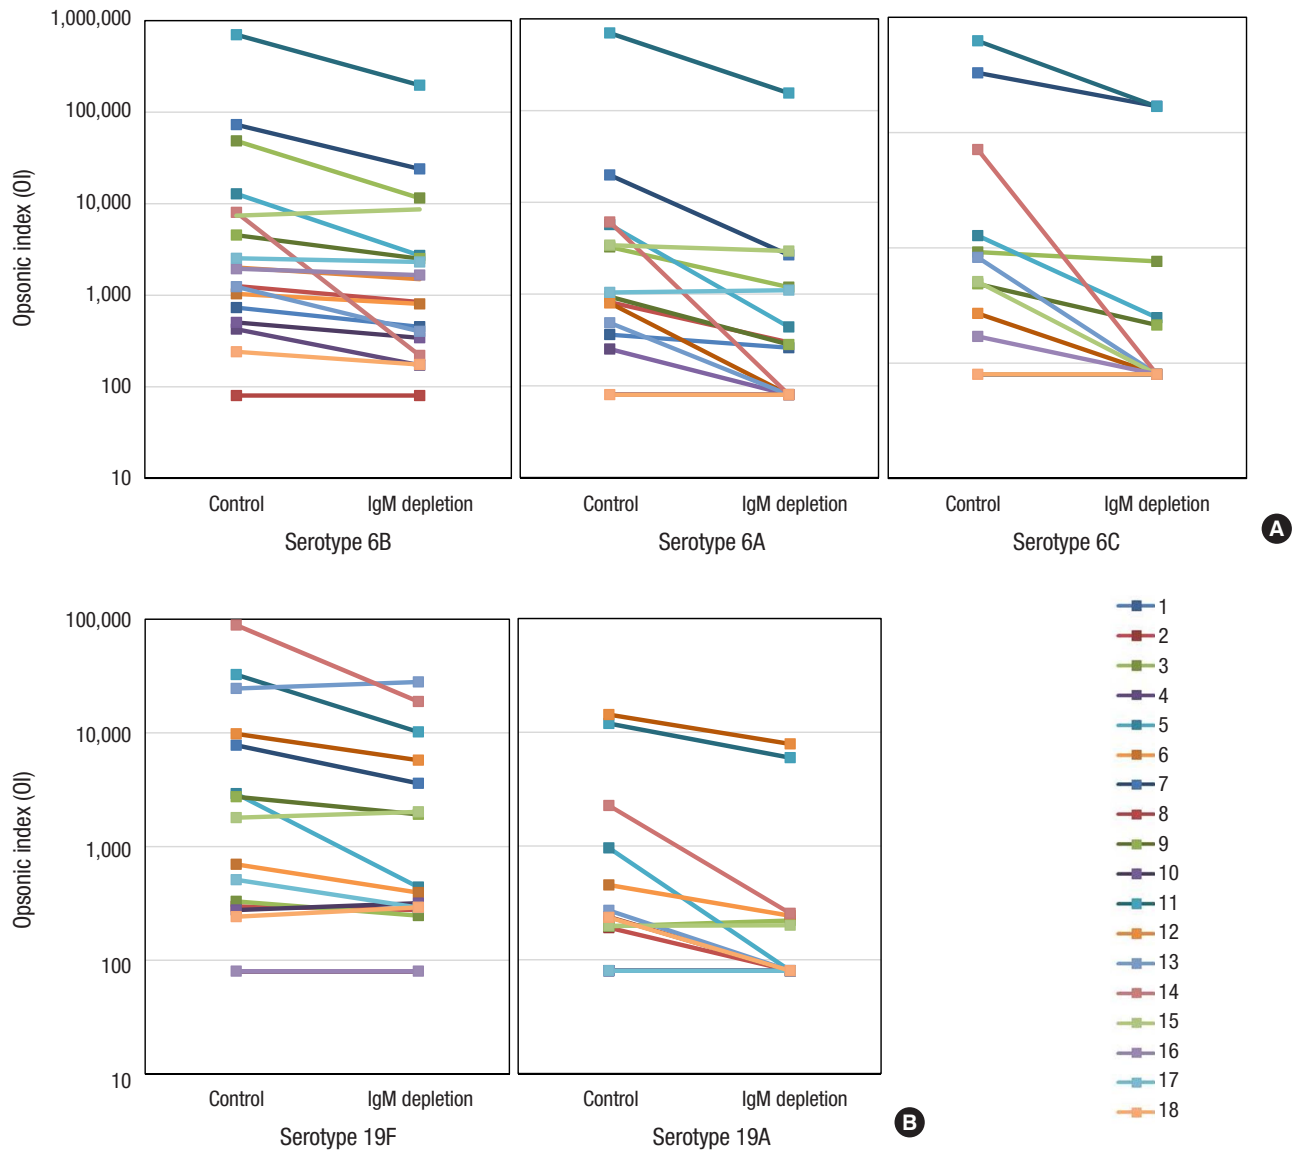 1,000,000
100,000
10,000
1,000
100
10
Opsonic index (OI)
Control IgM depletion
Serotype 6B
Control IgM depletion
Serotype 6A
Control IgM depletion
Serotype 6C
A
100,000
10,000
1,000
100
10
Opsonic index (OI)
Control IgM depletion
Serotype 19F
Control IgM depletion
Serotype 19A
B
1
2
3
4
5
6
7
8
9
10
11
12
13
14
15
16
17
18